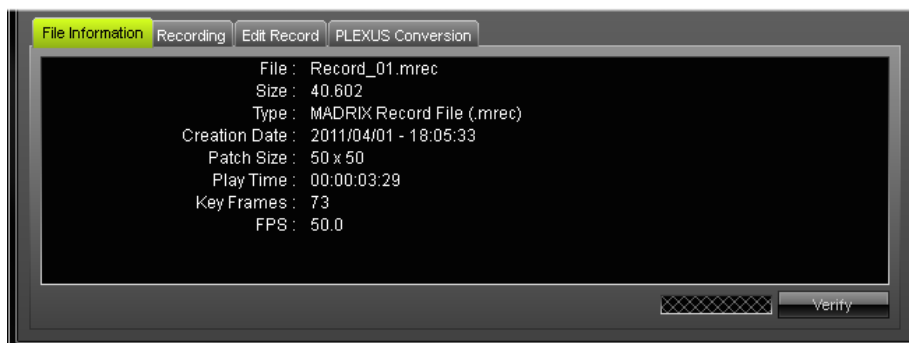 File Information Recording Edit Record PLEXUS Conversion
File : Record_01.mrec
Size : 40.602
Type : MADRIX Record File (.mrec)
Creation Date : 2011/04/01 - 18:05:33
Patch Size : 50 x 50
Play Time : 00:00:03:29
Key Frames : 73
FPS : 50.0
Verify